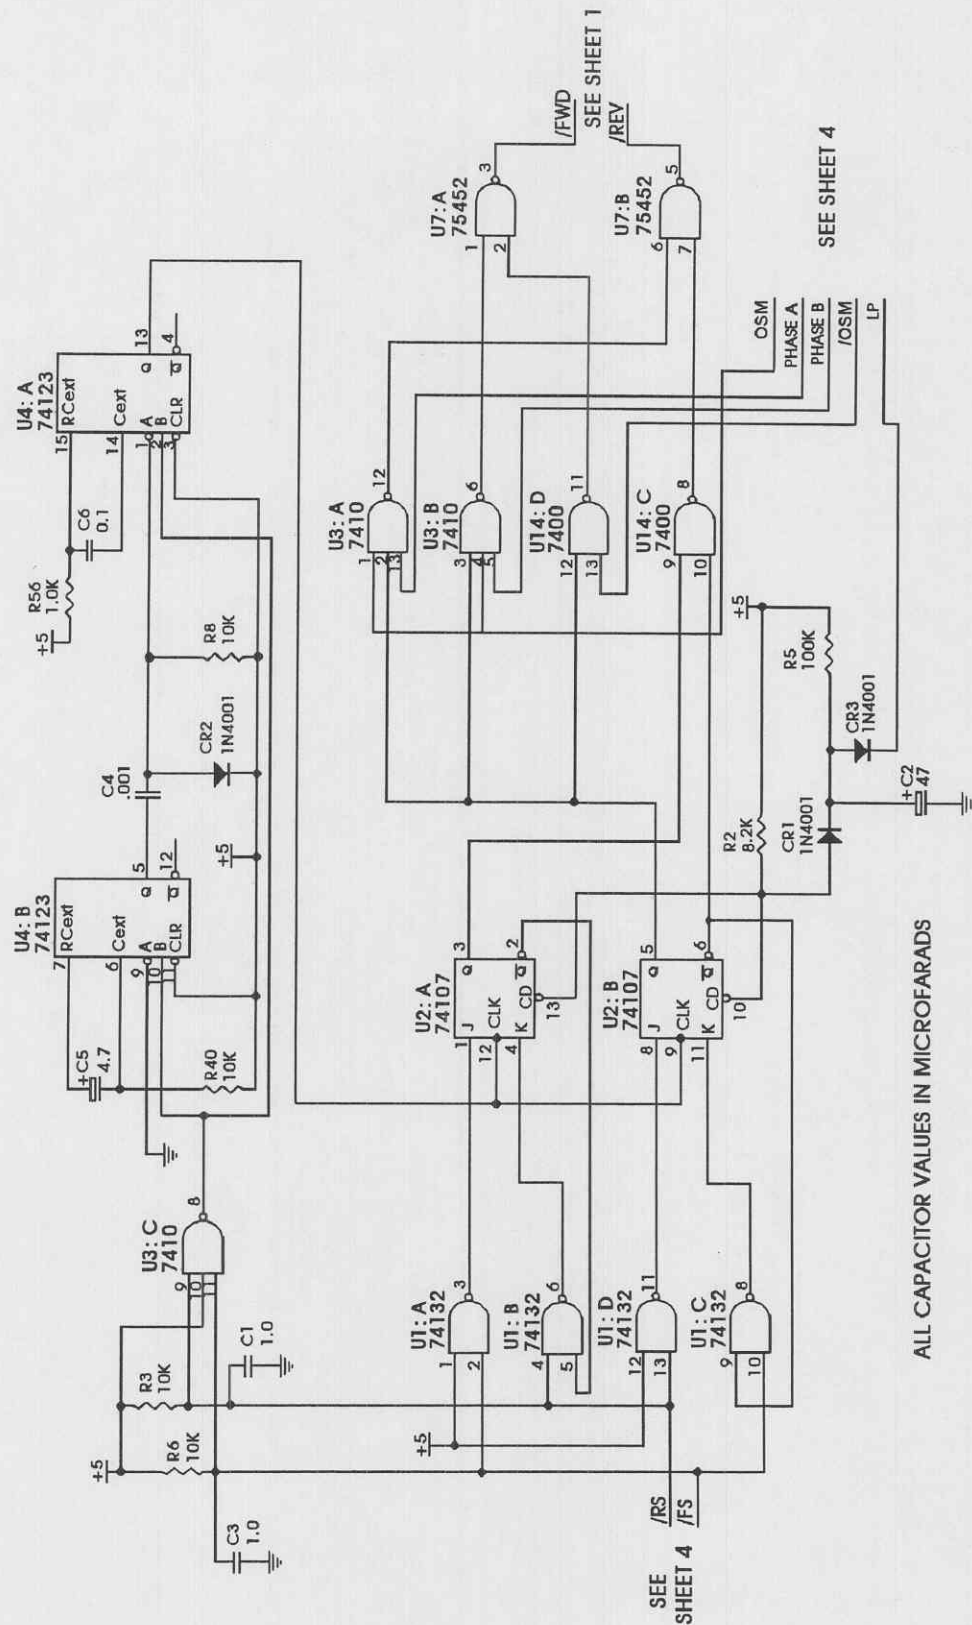 U4: B
74123
7
RCext
6
Cext
9
A
10
B
11
CLR
Q
5
Q
12
+C5
4.7
R40
10K
C4
.001
CR2
1N4001
R8
10K
+5
U4: A
74123
15
RCext
14
Cext
1
A
2
B
3
CLR
Q
13
Q
4
R56
1.0K
+5
C6
0.1
U3: C
7410
9
10
11
8
+5
R3
10K
R6
10K
C1
1.0
C3
1.0
U1: A
74132
1
2
3
U1: B
74132
4
5
6
U1: D
74132
12
13
11
U1: C
74132
9
10
8
+5
SEE
SHEET 4
/RS
/FS
U2: A
74107
1
J
12
CLK
4
K
CD
13
Q
3
Q
2
U2: B
74107
8
J
9
CLK
11
K
CD
10
Q
5
Q
6
R2
8.2K
CR1
1N4001
+5
R5
100K
CR3
1N4001
+C2
47
U3: A
7410
1
2
13
12
U3: B
7410
3
4
5
6
U14: D
7400
12
13
11
U14: C
7400
9
10
8
U7: A
75452
1
2
3
U7:B
75452
6
7
5
/FWD
SEE SHEET 1
/REV
OSM
PHASE A
PHASE B
/OSM
LP
SEE SHEET 4
ALL CAPACITOR VALUES IN MICROFARADS